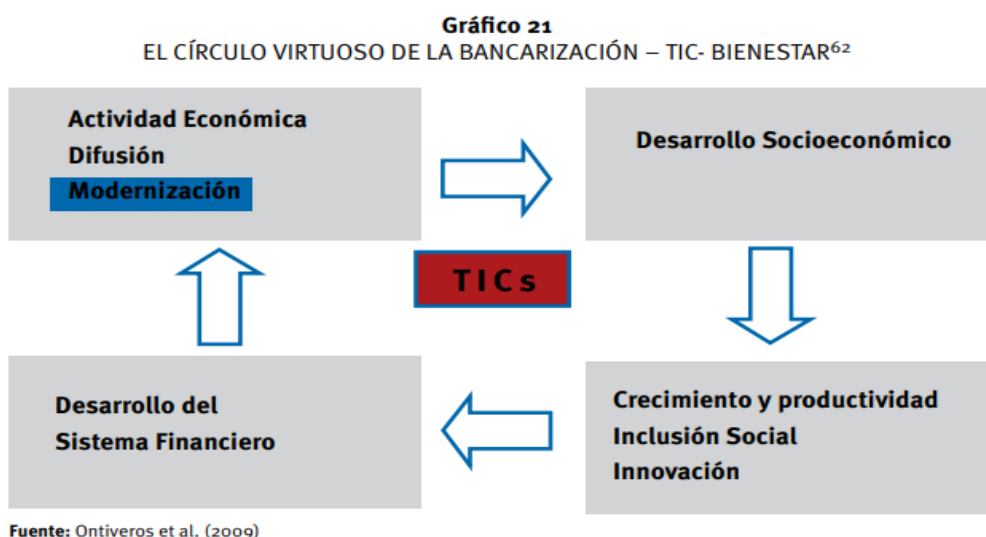 Gráfico 21
EL CÍRCULO VIRTUOSO DE LA BANCARIZACIÓN – TIC- BIENESTAR62
Actividad Económica
Difusión
Modernización
Desarrollo Socioeconómico
TICs
Desarrollo del
Sistema Financiero
Crecimiento y productividad
Inclusión Social
Innovación
Fuente: Ontiveros et al. (2009)